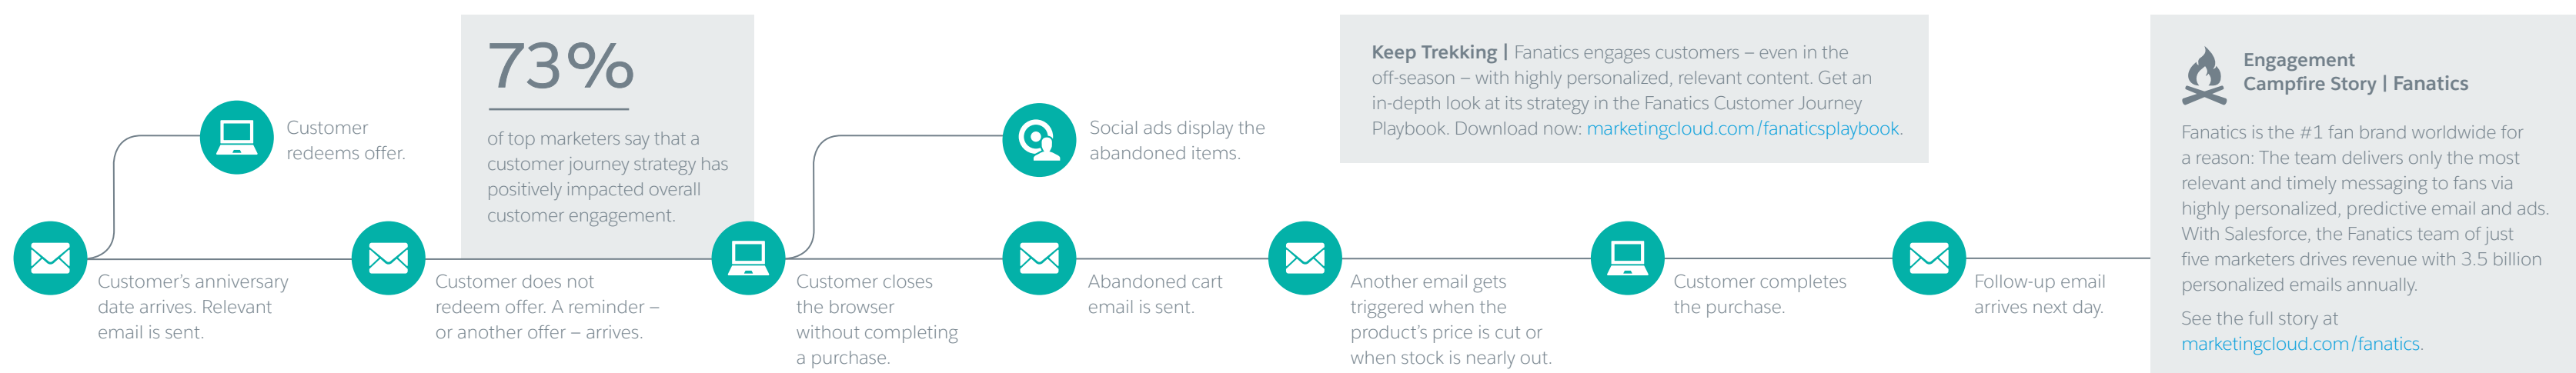 Customer
redeems offer.
Customer's anniversary
date arrives. Relevant
email is sent.
73%
of top marketers say that a
customer journey strategy has
positively impacted overall
customer engagement.
Customer does not
redeem offer. A reminder –
or another offer – arrives.
Customer closes
the browser
without completing
a purchase.
Social ads display the
abandoned items.
Abandoned cart
email is sent.
Keep Trekking | Fanatics engages customers – even in the
off-season – with highly personalized, relevant content. Get an
in-depth look at its strategy in the Fanatics Customer Journey
Playbook. Download now: marketingcloud.com/fanaticsplaybook.
Another email gets
triggered when the
product's price is cut or
when stock is nearly out.
Customer completes
the purchase.
Follow-up email
arrives next day.
Engagement
Campfire Story | Fanatics
Fanatics is the #1 fan brand worldwide for
a reason: The team delivers only the most
relevant and timely messaging to fans via
highly personalized, predictive email and ads.
With Salesforce, the Fanatics team of just
five marketers drives revenue with 3.5 billion
personalized emails annually.
See the full story at
marketingcloud.com/fanatics.